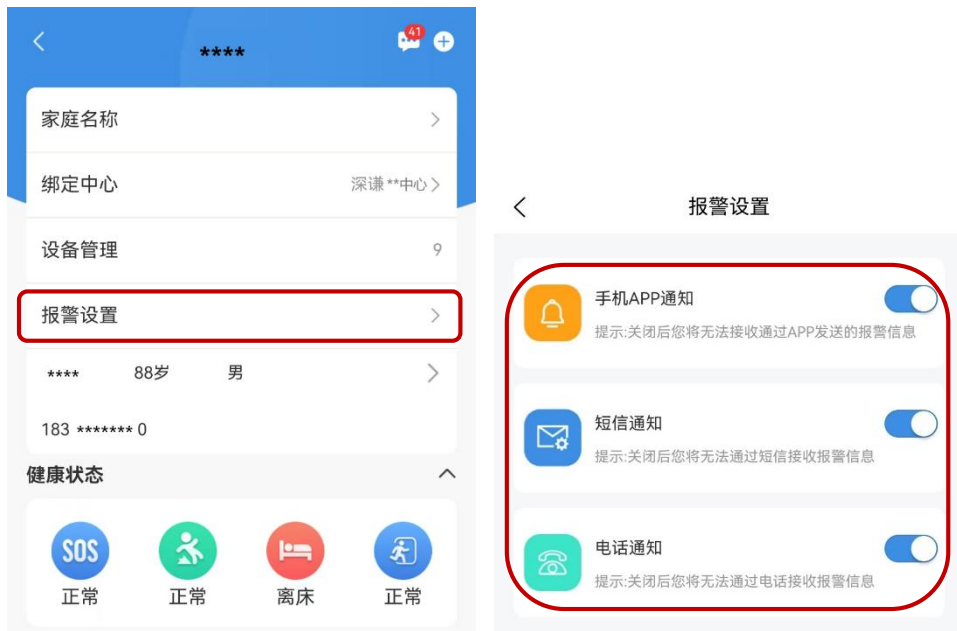 ****
41
家庭名称
绑定中心 深谦**中心
设备管理 9
报警设置
**** 88岁 男
183 ******* 0
健康状态
SOS
正常 正常 离床 正常
报警设置
手机APP通知
提示:关闭后您将无法接收通过APP发送的报警信息
短信通知
提示:关闭后您将无法通过短信接收报警信息
电话通知
提示:关闭后您将无法通过电话接收报警信息